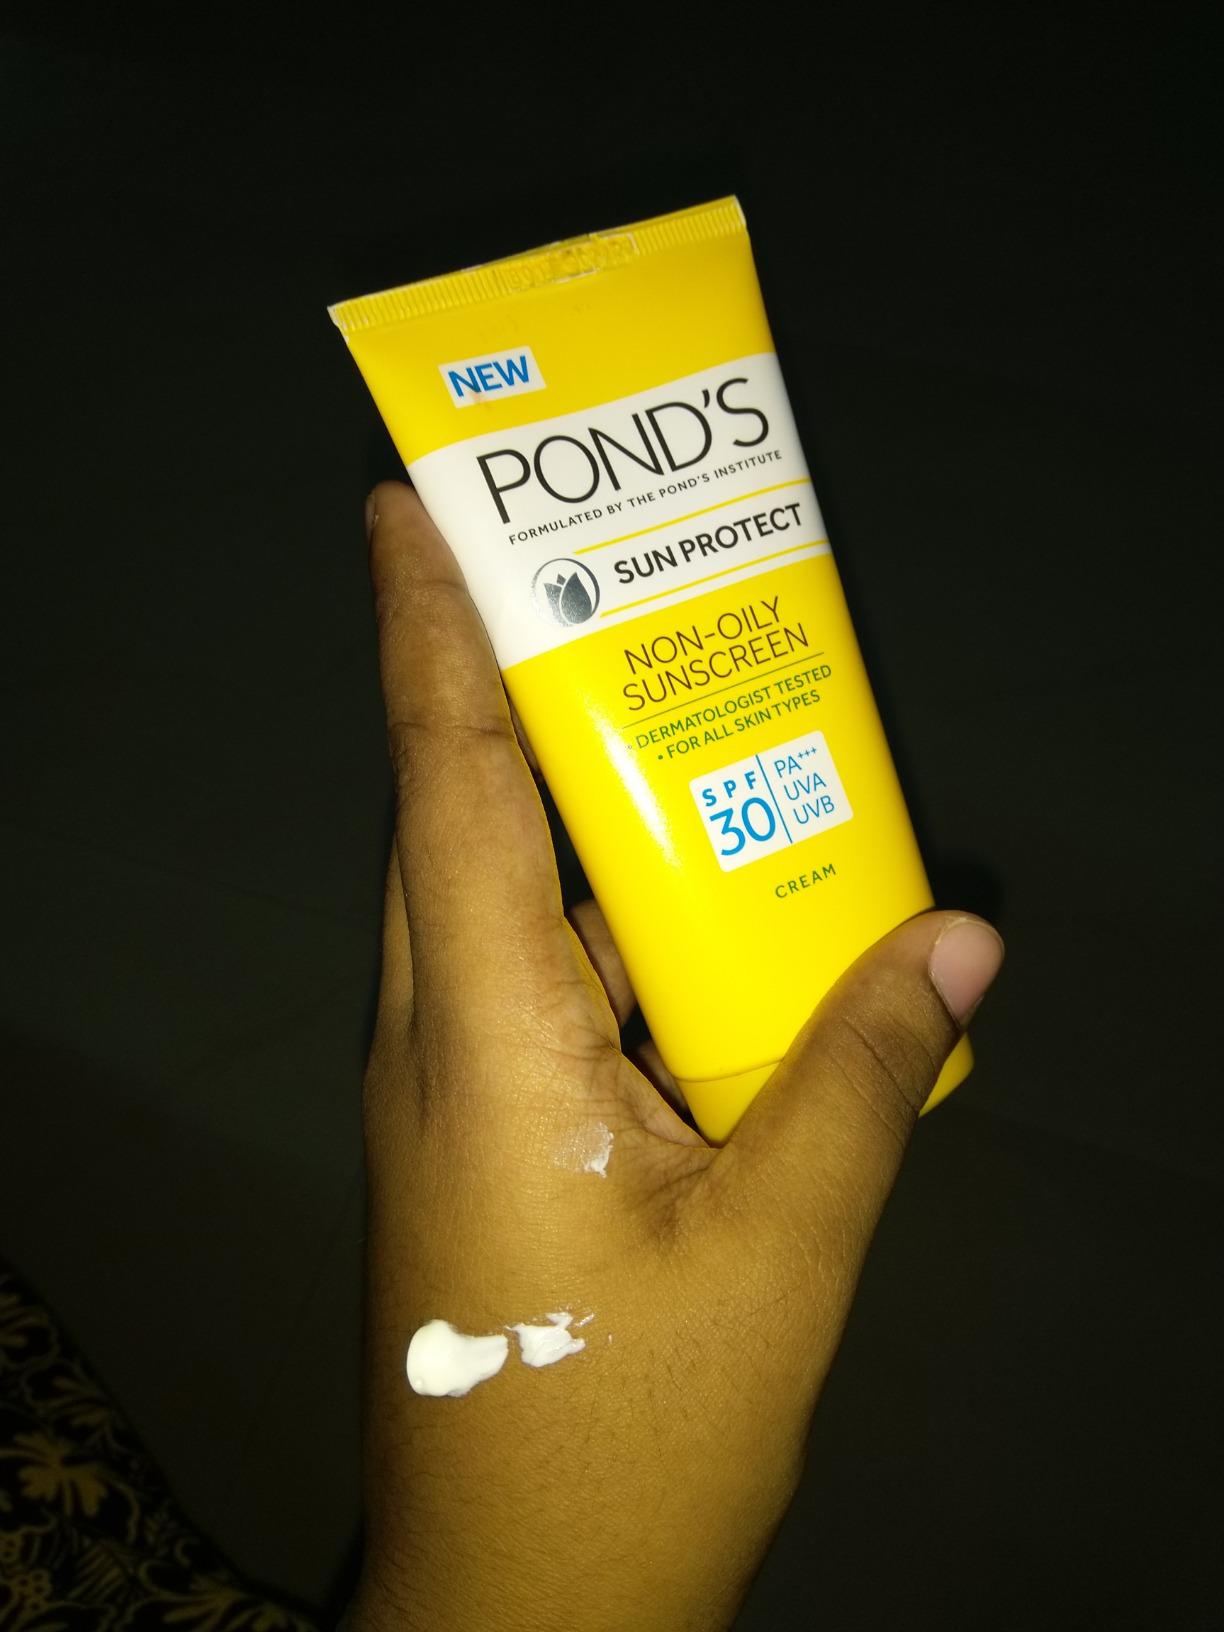 NEW
POND'S
FORMULATED BY THE POND'S INSTITUTE
SUN PROTECT
NON-OILY
SUNSCREEN
• DERMATOLOGIST TESTED
• FOR ALL SKIN TYPES
SPF
30
PA+++
UVA
UVB
CREAM